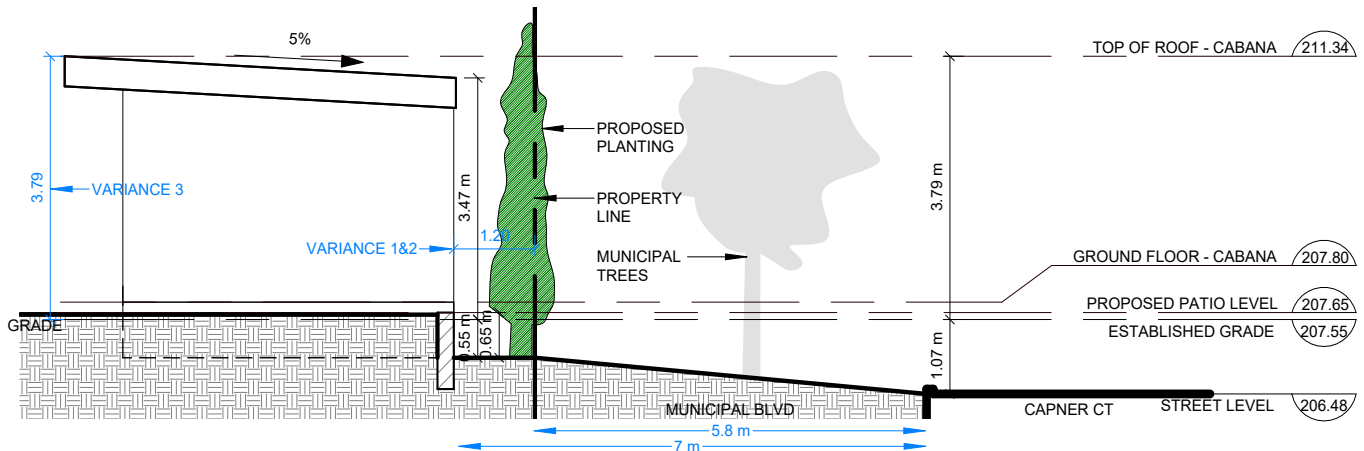 5%
TOP OF ROOF - CABANA 211.34
PROPOSED
PLANTING
3.79
VARIANCE 3
3.47 m
3.79 m
PROPERTY
LINE
VARIANCE 1&2
1.20
MUNICIPAL
TREES
GROUND FLOOR - CABANA 207.80
PROPOSED PATIO LEVEL 207.65
GRADE
ESTABLISHED GRADE 207.55
0.55 m
0.65 m
1.07 m
MUNICIPAL BLVD
CAPNER CT
STREET LEVEL 206.48
5.8 m
7 m